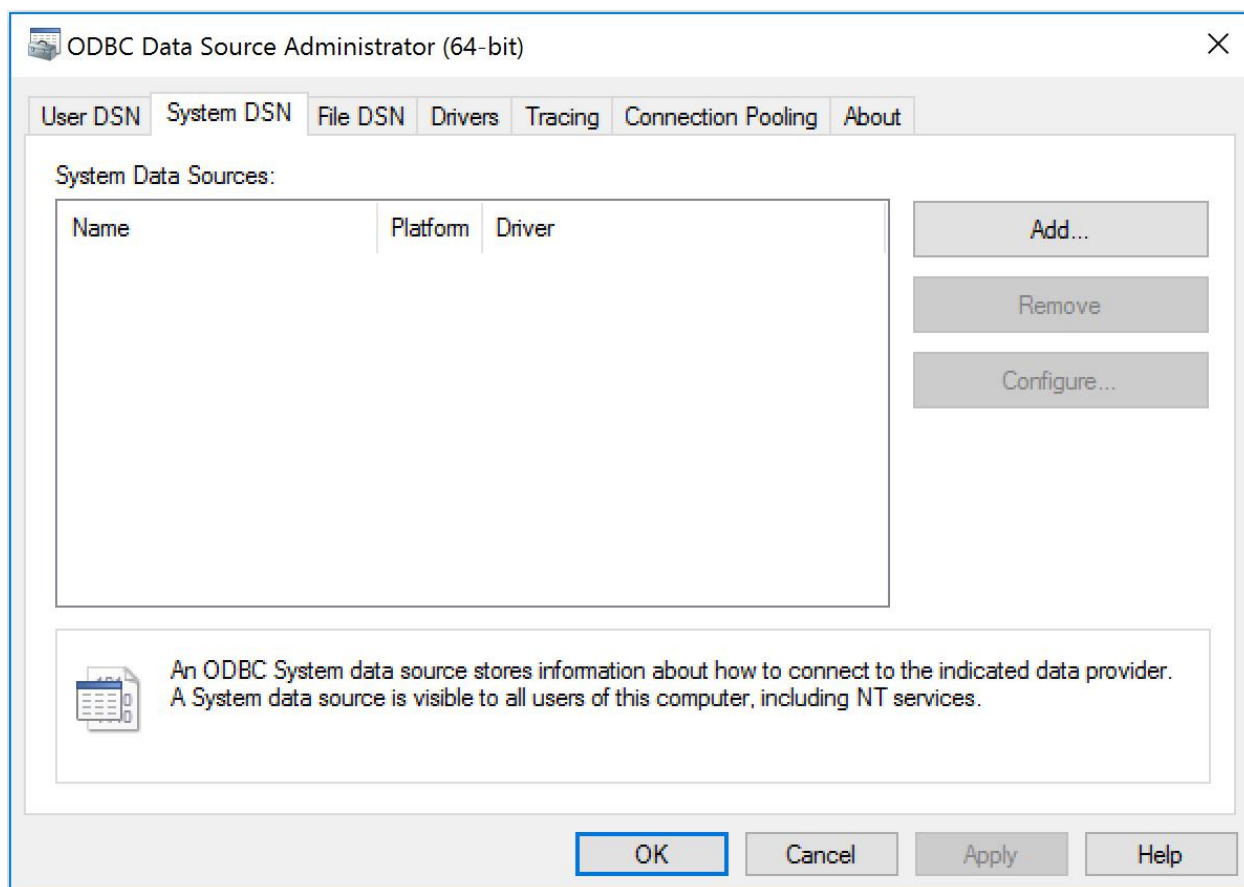 ODBC Data Source Administrator (64-bit)
User DSN System DSN File DSN Drivers Tracing Connection Pooling About
System Data Sources:
Name Platform Driver
Add...
Remove
Configure...
An ODBC System data source stores information about how to connect to the indicated data provider.
A System data source is visible to all users of this computer, including NT services.
OK Cancel Apply Help